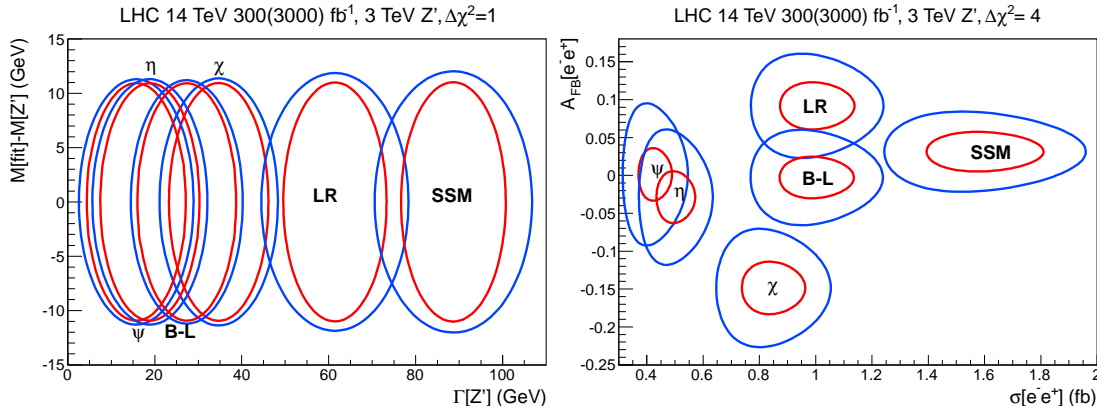 LHC 14 TeV 300(3000) fb⁻¹, 3 TeV Z', Δχ²=1
M[fit]-M[Z'] (GeV)
15
10
5
0
-5
-10
-15
η
χ
LR
SSM
ψ
B-L
0 20 40 60 80 100
Γ[Z'] (GeV)
LHC 14 TeV 300(3000) fb⁻¹, 3 TeV Z', Δχ²= 4
A_FB[e⁻e⁺]
0.15
0.1
0.05
0
-0.05
-0.1
-0.15
-0.2
-0.25
LR
SSM
ψ
B-L
η
χ
0.4 0.6 0.8 1 1.2 1.4 1.6 1.8 2
σ[e⁻e⁺] (fb)